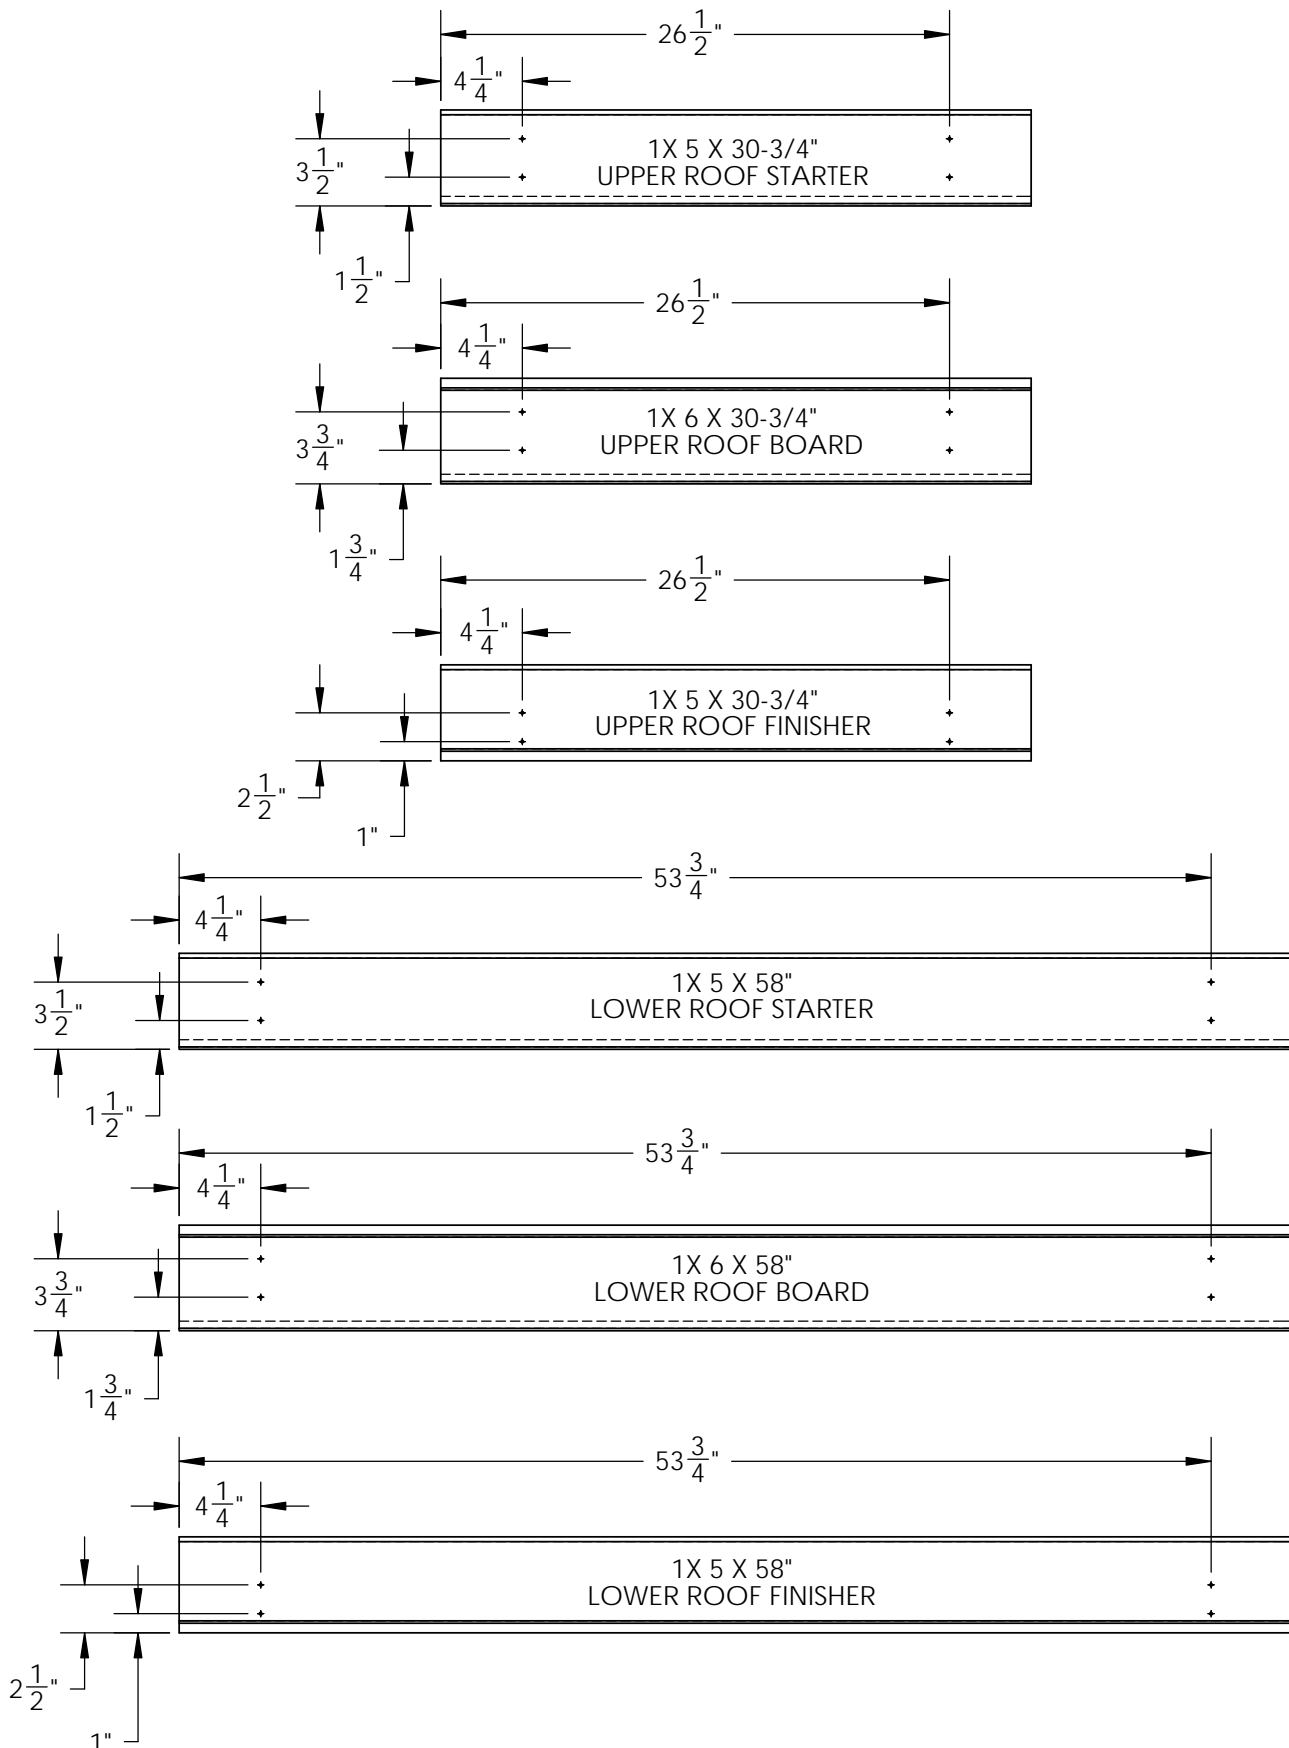 26 1/2"
4 1/4"
3 1/2"
1X 5 X 30-3/4"
UPPER ROOF STARTER
1 1/2"
26 1/2"
4 1/4"
3 3/4"
1X 6 X 30-3/4"
UPPER ROOF BOARD
1 3/4"
26 1/2"
4 1/4"
1X 5 X 30-3/4"
UPPER ROOF FINISHER
2 1/2"
1"
53 3/4"
4 1/4"
3 1/2"
1X 5 X 58"
LOWER ROOF STARTER
1 1/2"
53 3/4"
4 1/4"
3 3/4"
1X 6 X 58"
LOWER ROOF BOARD
1 3/4"
53 3/4"
4 1/4"
1X 5 X 58"
LOWER ROOF FINISHER
2 1/2"
1"